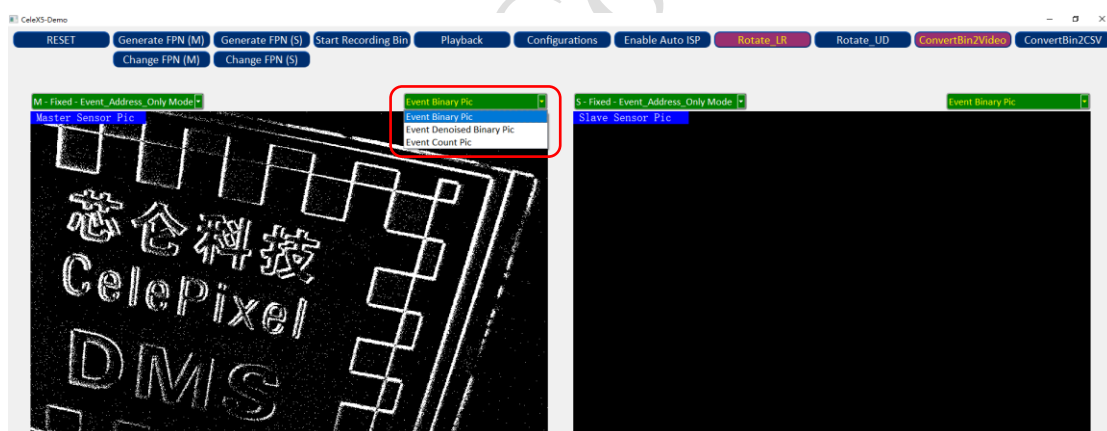 CeleX5-Demo
RESET Generate FPN (M) Generate FPN (S) Start Recording Bin Playback Configurations Enable Auto ISP Rotate_LR Rotate_UD ConvertBin2Video ConvertBin2CSV
Change FPN (M) Change FPN (S)
M - Fixed - Event_Address_Only Mode Event Binary Pic S - Fixed - Event_Address_Only Mode Event Binary Pic
Master Sensor Pic Event Binary Pic Slave Sensor Pic
Event Denoised Binary Pic
Event Count Pic
芯仑科技
CelePixel
DMS